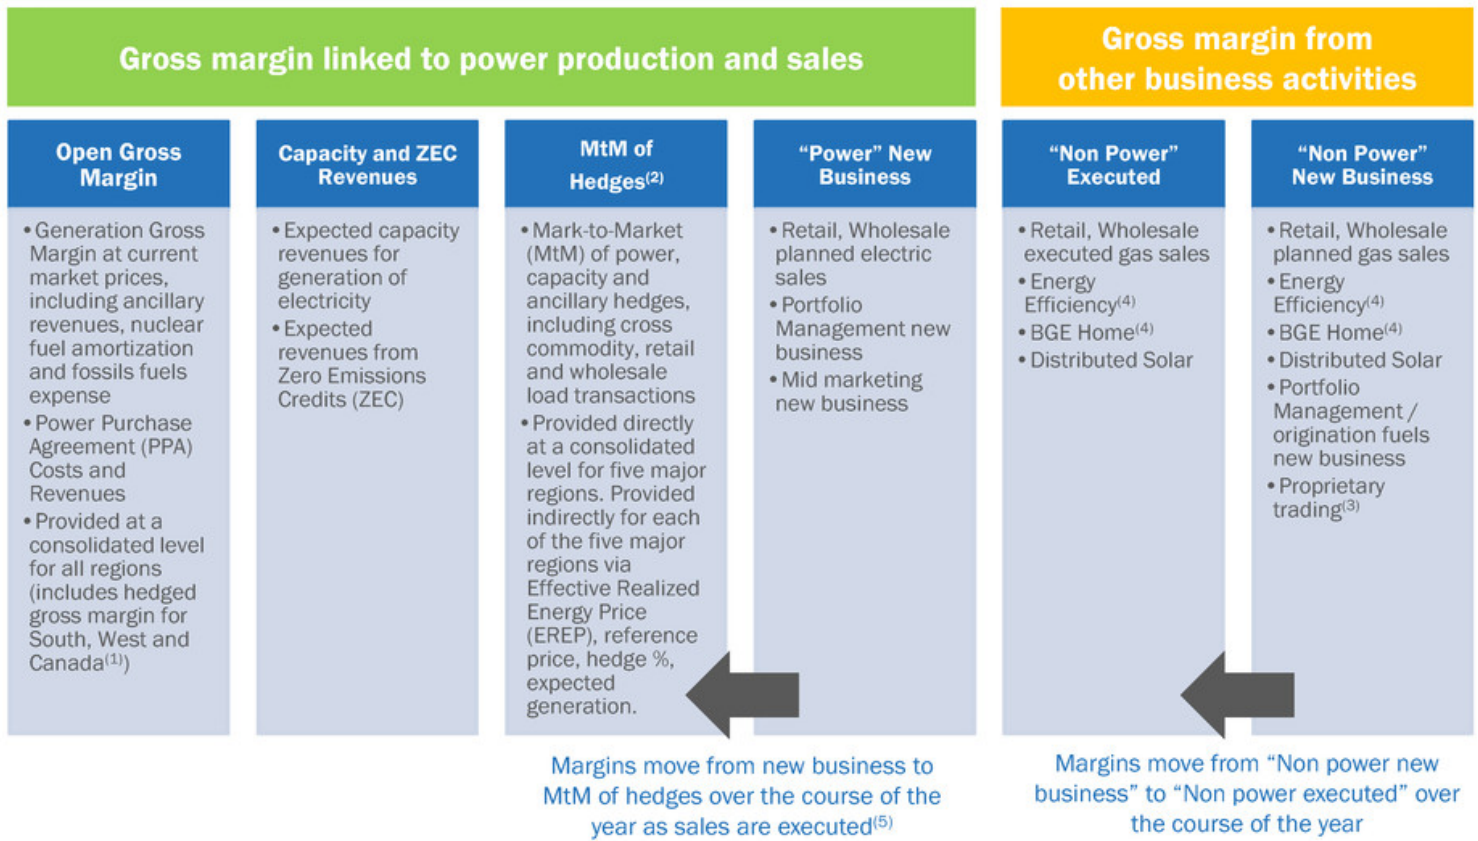 Gross margin linked to power production and sales
Gross margin from
other business activities
Open Gross
Margin
• Generation Gross
Margin at current
market prices,
including ancillary
revenues, nuclear
fuel amortization
and fossils fuels
expense
• Power Purchase
Agreement (PPA)
Costs and
Revenues
• Provided at a
consolidated level
for all regions
(includes hedged
gross margin for
South, West and
Canada(1))
Capacity and ZEC
Revenues
• Expected capacity
revenues for
generation of
electricity
• Expected
revenues from
Zero Emissions
Credits (ZEC)
MtM of
Hedges(2)
• Mark-to-Market
(MtM) of power,
capacity and
ancillary hedges,
including cross
commodity, retail
and wholesale
load transactions
• Provided directly
at a consolidated
level for five major
regions. Provided
indirectly for each
of the five major
regions via
Effective Realized
Energy Price
(EREP), reference
price, hedge %,
expected
generation.
“Power” New
Business
• Retail, Wholesale
planned electric
sales
• Portfolio
Management new
business
• Mid marketing
new business
“Non Power”
Executed
• Retail, Wholesale
executed gas sales
• Energy
Efficiency(4)
• BGE Home(4)
• Distributed Solar
“Non Power”
New Business
• Retail, Wholesale
planned gas sales
• Energy
Efficiency(4)
• BGE Home(4)
• Distributed Solar
• Portfolio
Management /
origination fuels
new business
• Proprietary
trading(3)
Margins move from new business to
MtM of hedges over the course of the
year as sales are executed(5)
Margins move from “Non power new
business” to “Non power executed” over
the course of the year